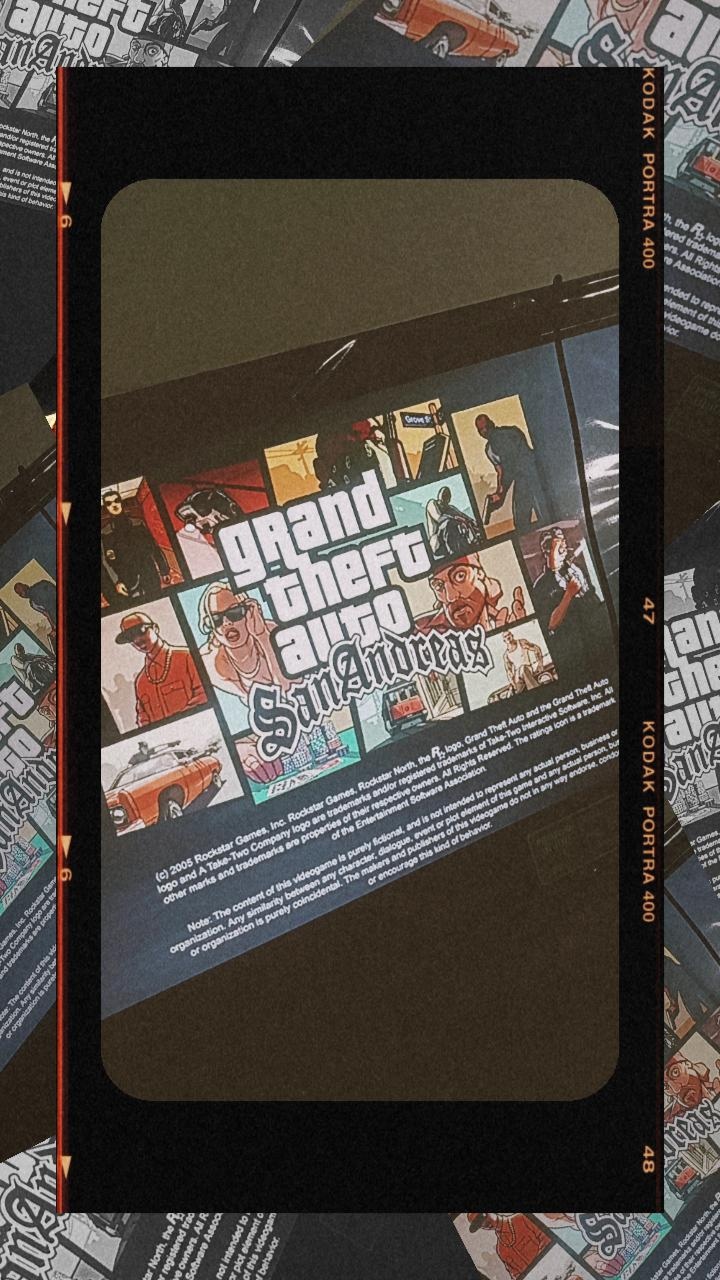 KODAK PORTRA 400
6
Grove St
grand
theft
auto
San Andreas
(c) 2005 Rockstar Games, Inc. Rockstar Games, Rockstar North, the R★ logo, Grand Theft Auto and the Grand Theft Auto
logo and A Take-Two Company logo are trademarks and/or registered trademarks of Take-Two Interactive Software, Inc. All
other marks and trademarks are properties of their respective owners. All Rights Reserved. The ratings icon is a trademark
of the Entertainment Software Association.
Note: The content of this videogame is purely fictional, and is not intended to represent any actual person, business or
organization. Any similarity between any character, dialogue, event or plot element of this game and any actual person, bu
or organization is purely coincidental. The makers and publishers of this videogame do not in any way endorse, condo
or encourage this kind of behavior.
47
KODAK PORTRA 400
6
48